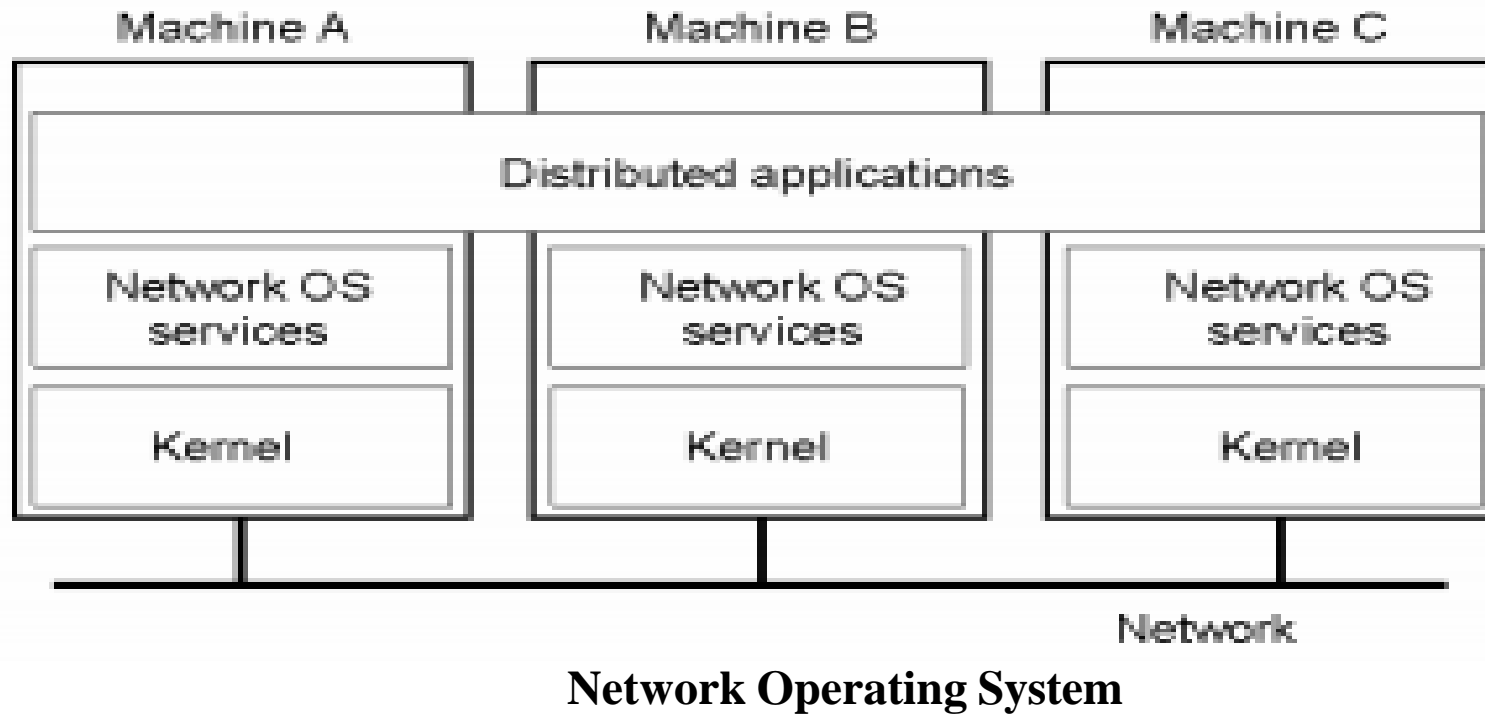 Machine A
Machine B
Machine C
Distributed applications
Network OS
services
Network OS
services
Network OS
services
Kernel
Kernel
Kernel
Network
Network Operating System